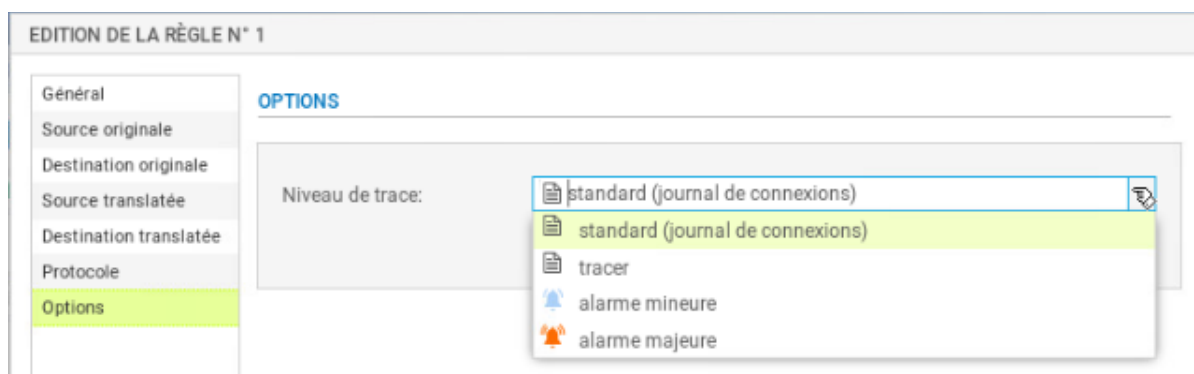 EDITION DE LA RÈGLE N° 1
Général
Source originale
Destination originale
Source translatée
Destination translatée
Protocole
Options
OPTIONS
Niveau de trace:
standard (journal de connexions)
standard (journal de connexions)
tracer
alarme mineure
alarme majeure